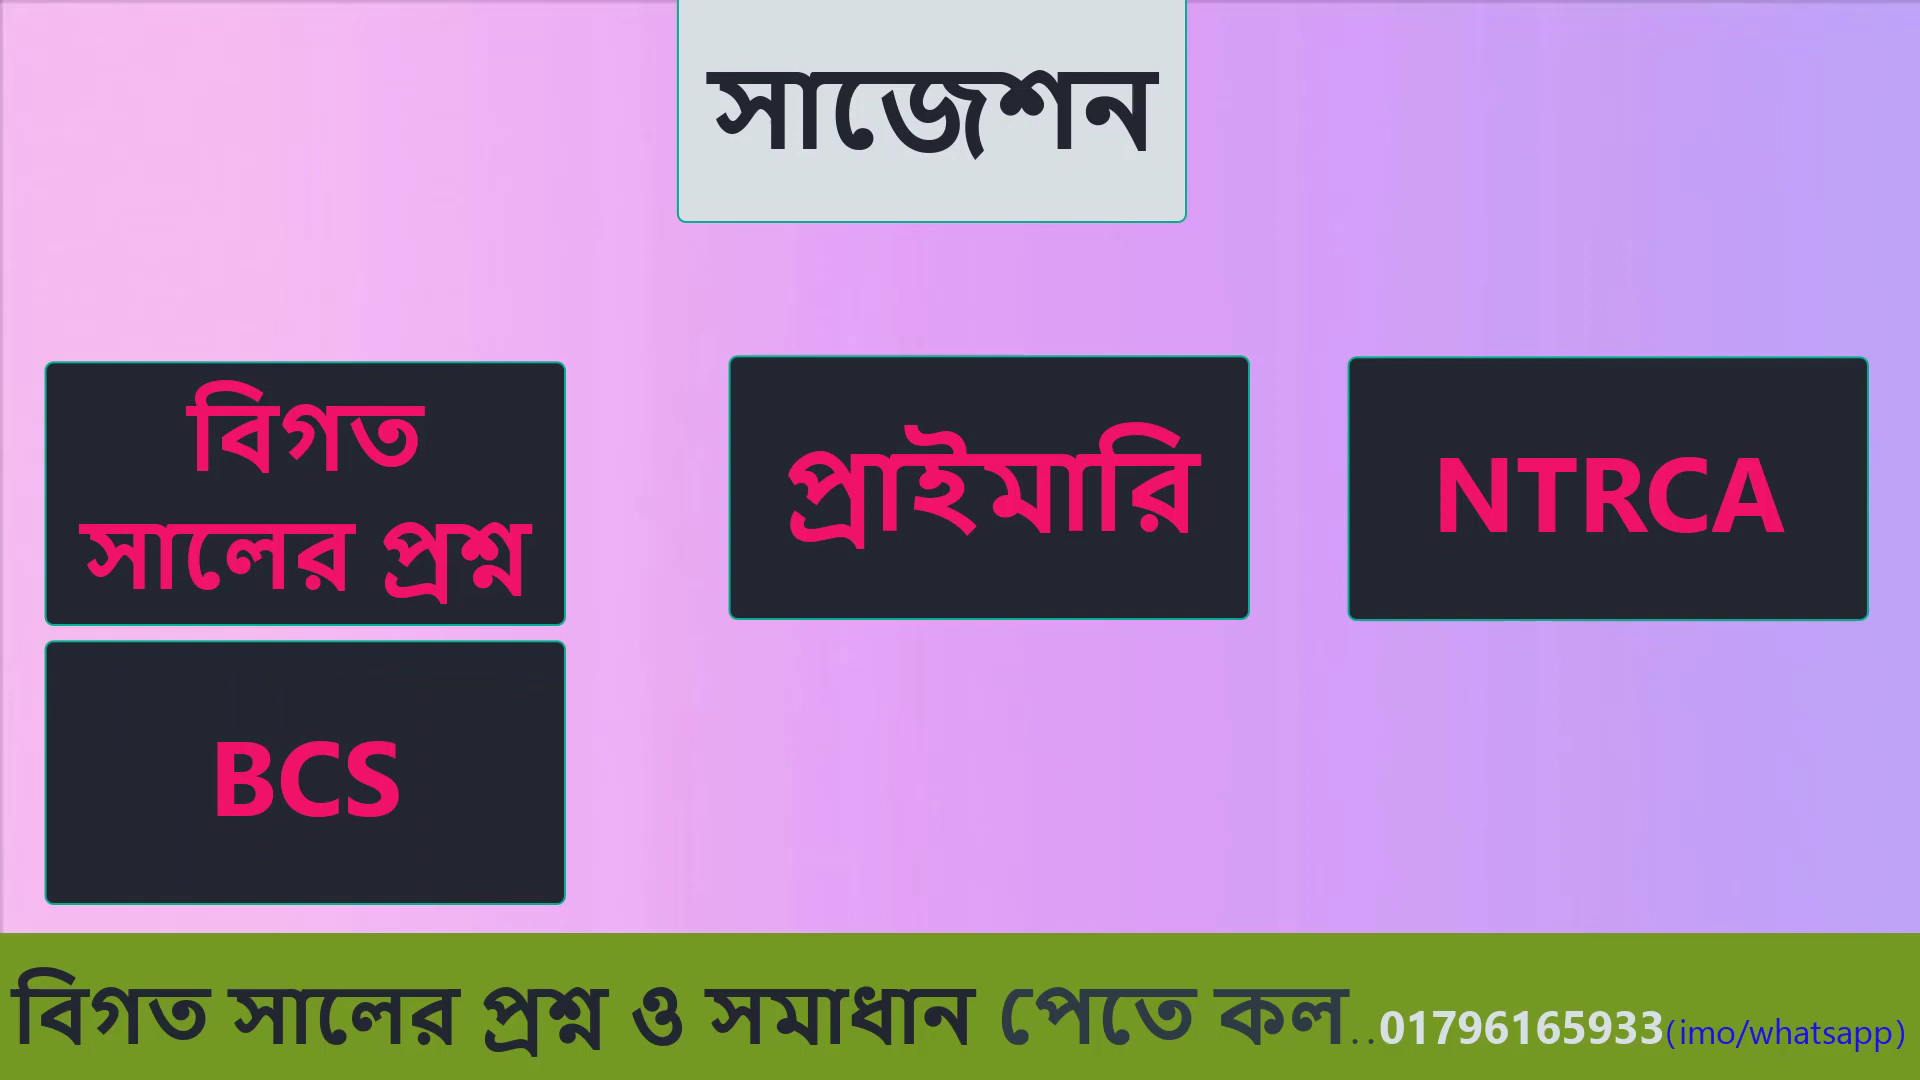 সাজেশন
বিগত
সালের প্রশ্ন
প্রাইমারি
NTRCA
BCS
বিগত সালের প্রশ্ন ও সমাধান পেতে কল..01796165933(imo/whatsapp)